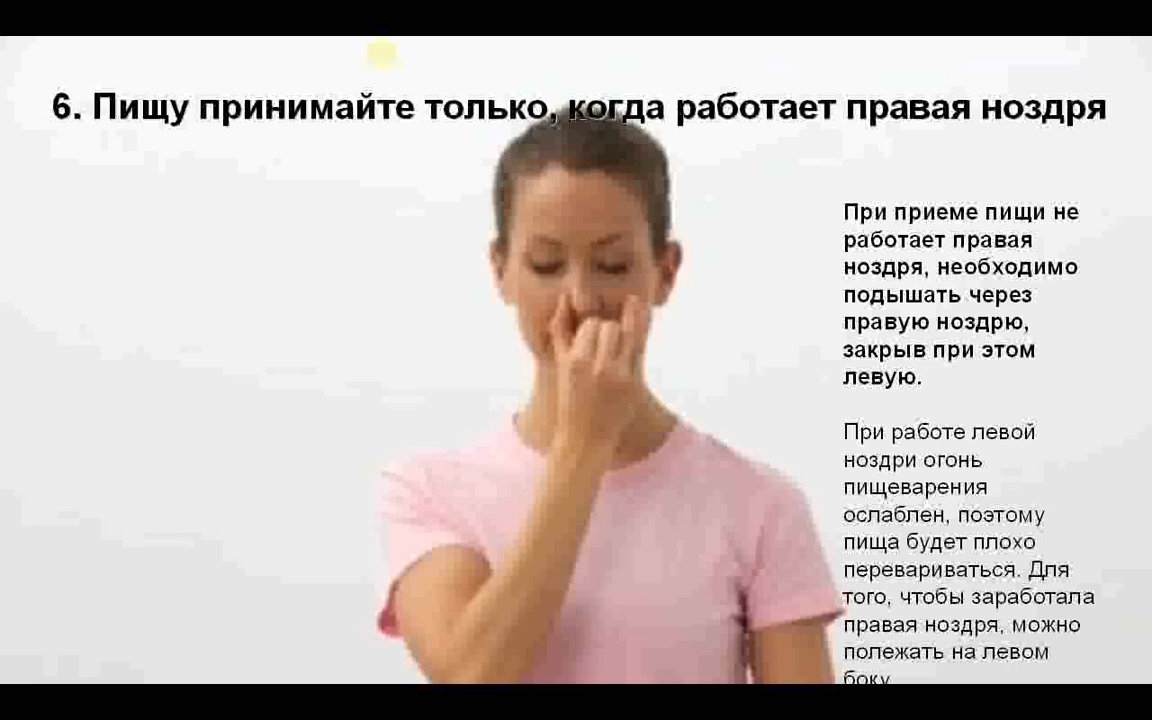 6. Пищу принимайте только, когда работает правая ноздря
При приеме пищи не
работает правая
ноздря, необходимо
подышать через
правую ноздрю,
закрыв при этом
левую.
При работе левой
ноздри огонь
пищеварения
ослаблен, поэтому
пища будет плохо
перевариваться. Для
того, чтобы заработала
правая ноздря, можно
полежать на левом
боку